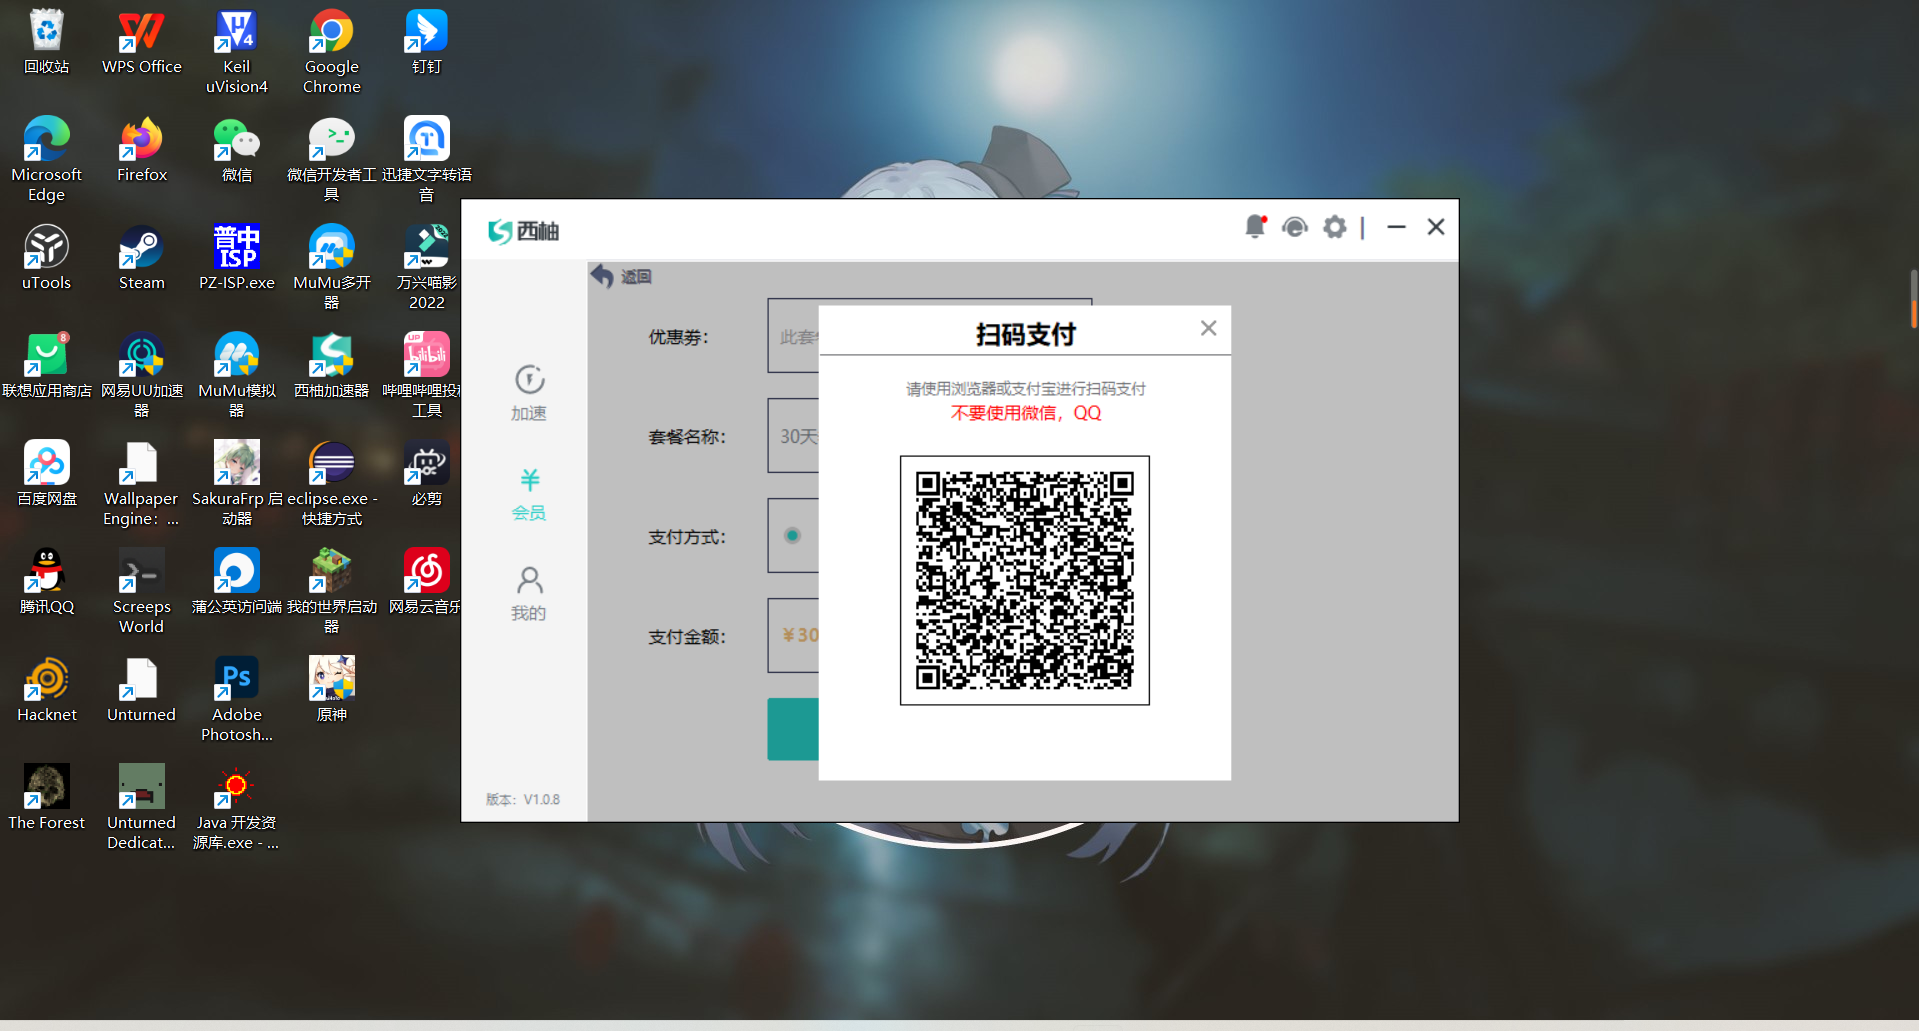 回收站
WPS Office
Keil
uVision4
Google
Chrome
钉钉
Microsoft
Edge
Firefox
微信
微信开发者工
具
迅捷文字转语
音
uTools
Steam
普中
ISP
PZ-ISP.exe
MuMu多开
器
万兴喵影
2022
联想应用商店
网易UU加速
器
MuMu模拟
器
西柚加速器
哔哩哔哩投稿
工具
百度网盘
Wallpaper
Engine：...
SakuraFrp 启
动器
eclipse.exe -
快捷方式
必剪
腾讯QQ
Screeps
World
蒲公英访问端
我的世界启动
器
网易云音乐
Hacknet
Unturned
Ps
Adobe
Photosh...
原神
The Forest
Unturned
Dedicat...
Java 开发资
源库.exe - ...
西柚
加速
会员
我的
版本：V1.0.8
返回
优惠券：
此套
套餐名称：
30天
支付方式：
支付金额：
¥30
扫码支付
请使用浏览器或支付宝进行扫码支付
不要使用微信，QQ